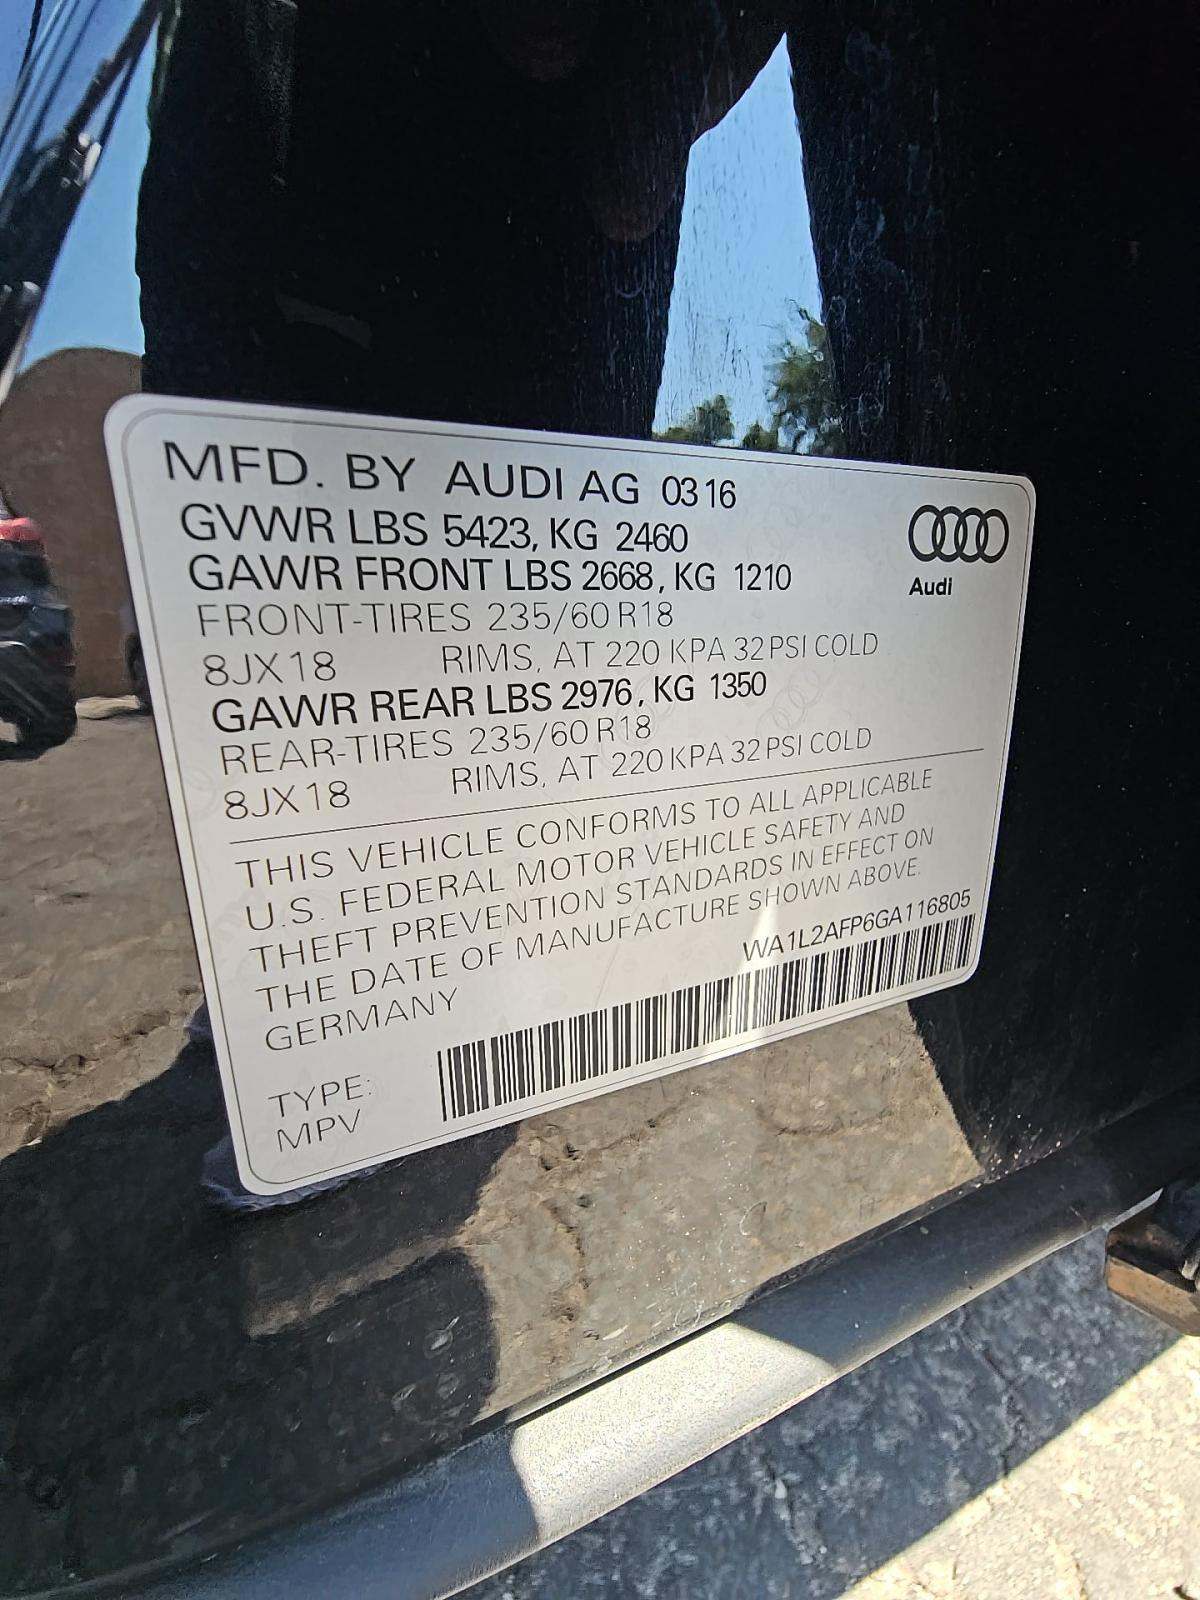 MFD. BY AUDI AG 0316
GVWR LBS 5423, KG 2460
GAWR FRONT LBS 2668, KG 1210
FRONT-TIRES 235/60 R18
8JX18 RIMS, AT 220 KPA 32 PSI COLD
GAWR REAR LBS 2976, KG 1350
REAR-TIRES 235/60 R18
8JX18 RIMS, AT 220 KPA 32 PSI COLD
Audi
THIS VEHICLE CONFORMS TO ALL APPLICABLE
U.S. FEDERAL MOTOR VEHICLE SAFETY AND
THEFT PREVENTION STANDARDS IN EFFECT ON
THE DATE OF MANUFACTURE SHOWN ABOVE.
GERMANY
WA1L2AFP6GA116805
TYPE:
MPV